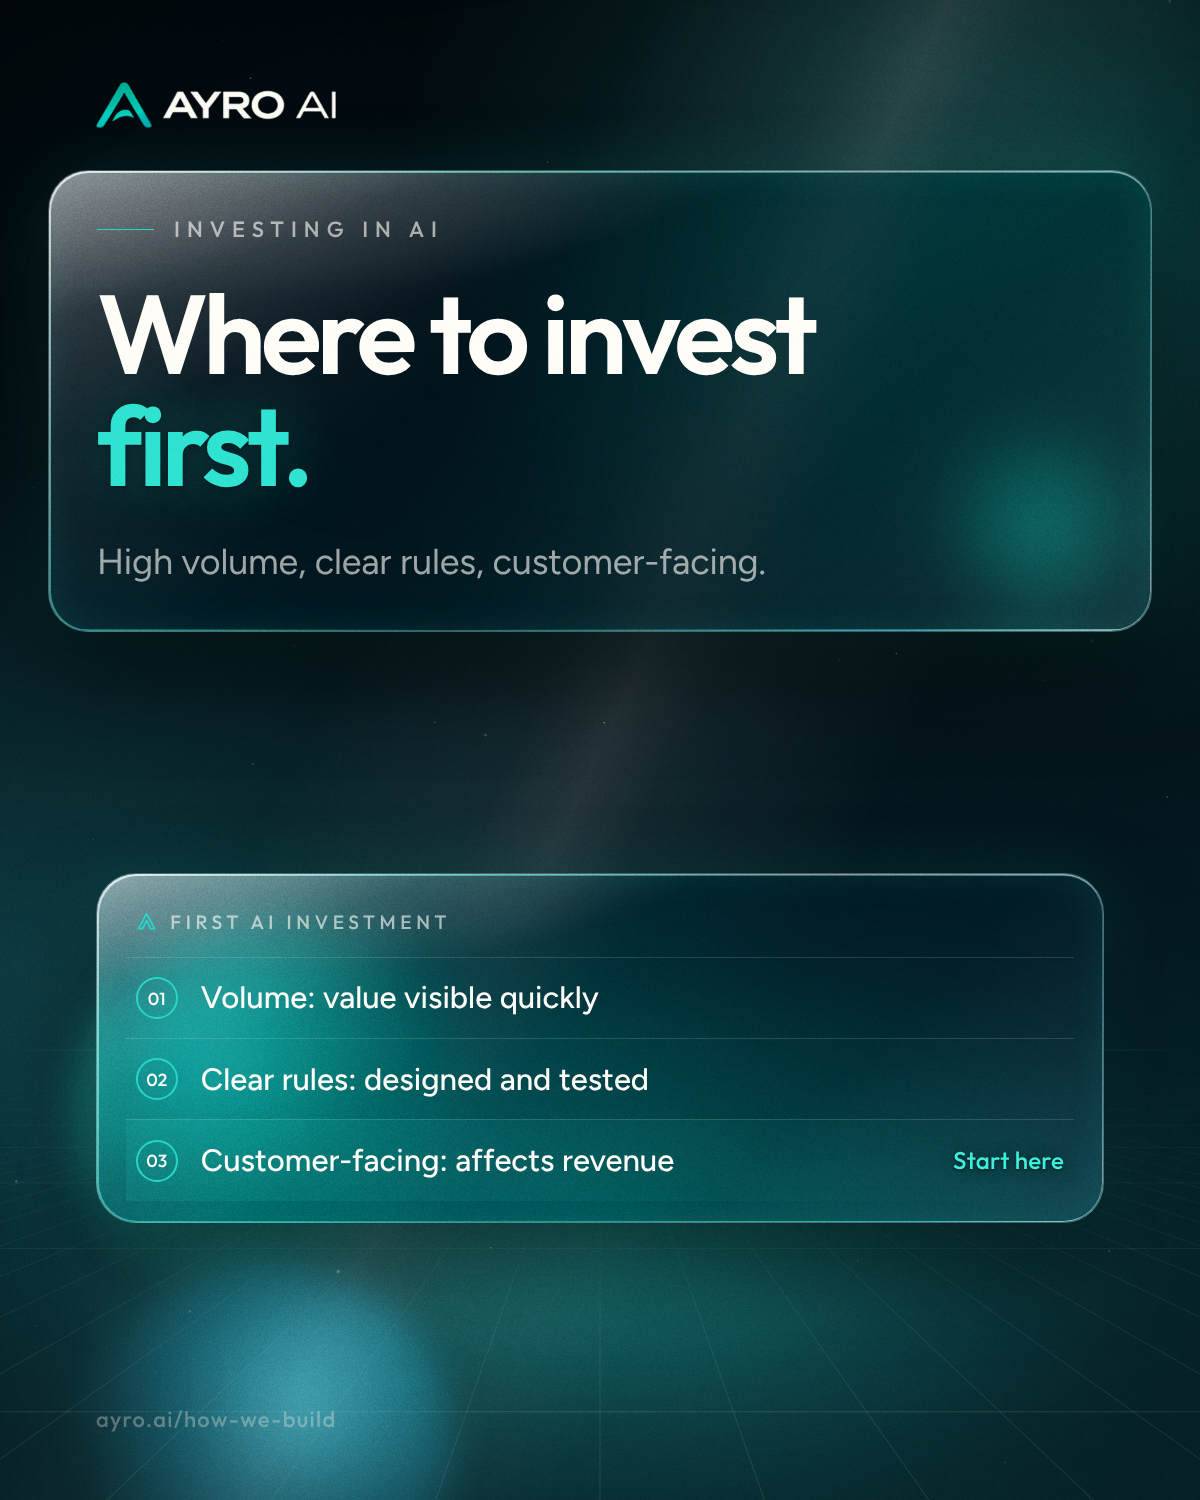 AYRO AI
INVESTING IN AI
Where to invest
first.
High volume, clear rules, customer-facing.
FIRST AI INVESTMENT
01 Volume: value visible quickly
02 Clear rules: designed and tested
03 Customer-facing: affects revenue Start here
ayro.ai/how-we-build